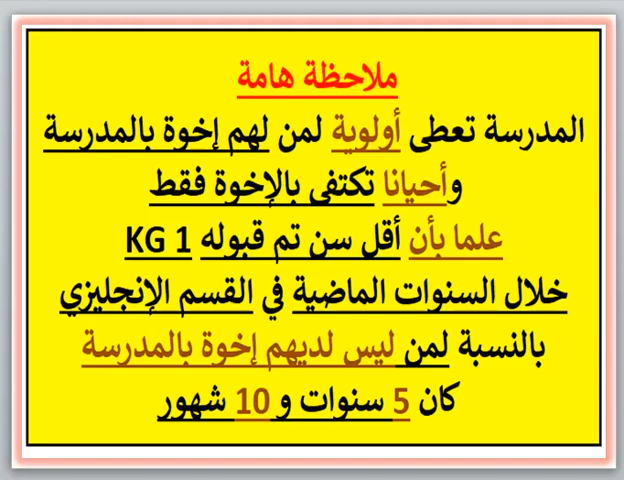 ملاحظة هامة
المدرسة تعطى أولوية لمن لهم إخوة بالمدرسة
وأحيانا تكتفى بالإخوة فقط
علما بأن أقل سن تم قبوله KG 1
خلال السنوات الماضية في القسم الإنجليزي
بالنسبة لمن ليس لديهم إخوة بالمدرسة
كان 5 سنوات و 10 شهور